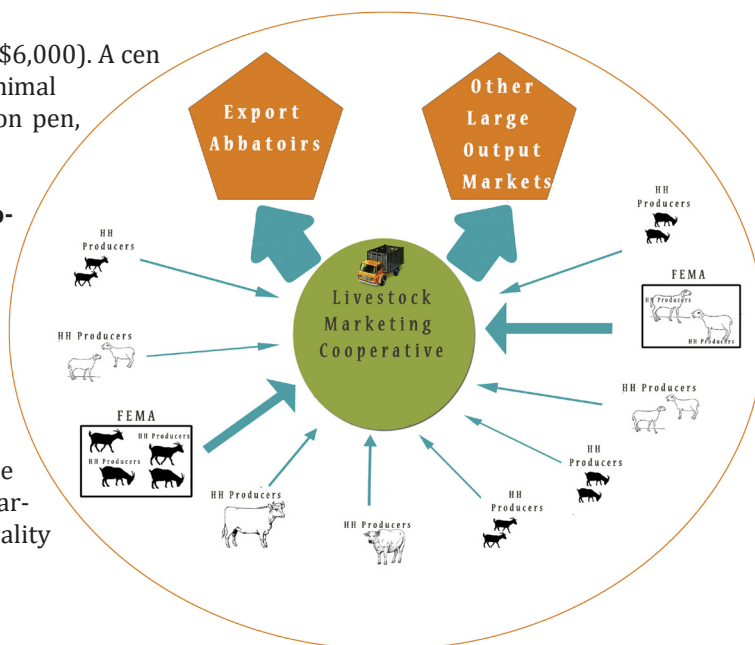 $6,000). A cen
nimal
on pen,
o-
e
ar-
ality
Export
Abbatoirs
Other
Large
Output
Markets
HH
Producers
HH Producers
FEMA
HH Producers
HH Producers
HH Producers
HH Producers
HH Producers
HH Producers
HH
Producers
HH
Producers
HH Producers
FEMA
HH Producers
HH Producers
HH
Producers
Livestock
Marketing
Cooperative